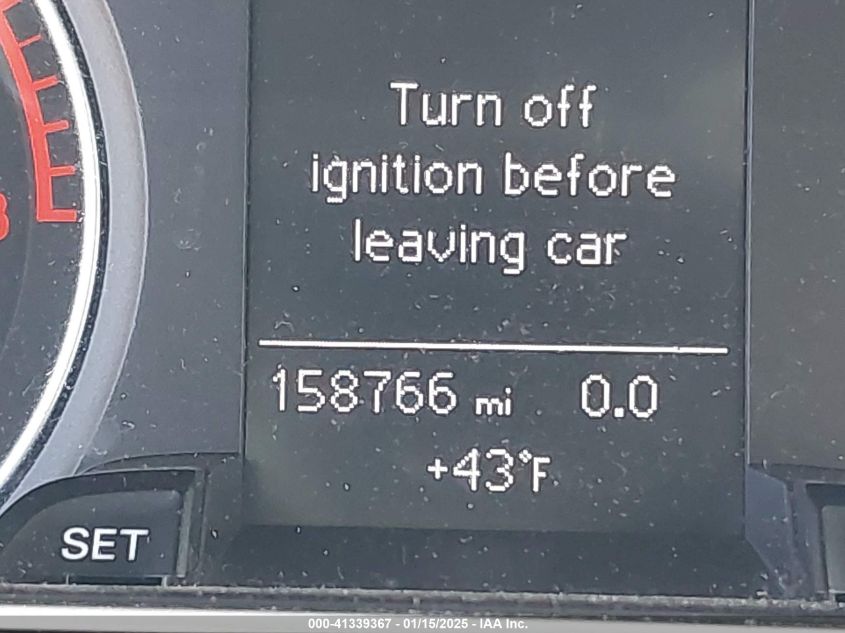 Turn off
ignition before
leaving car
158766 mi 0.0
+43°F
SET
000-41339367 - 01/15/2025 - IAA Inc.